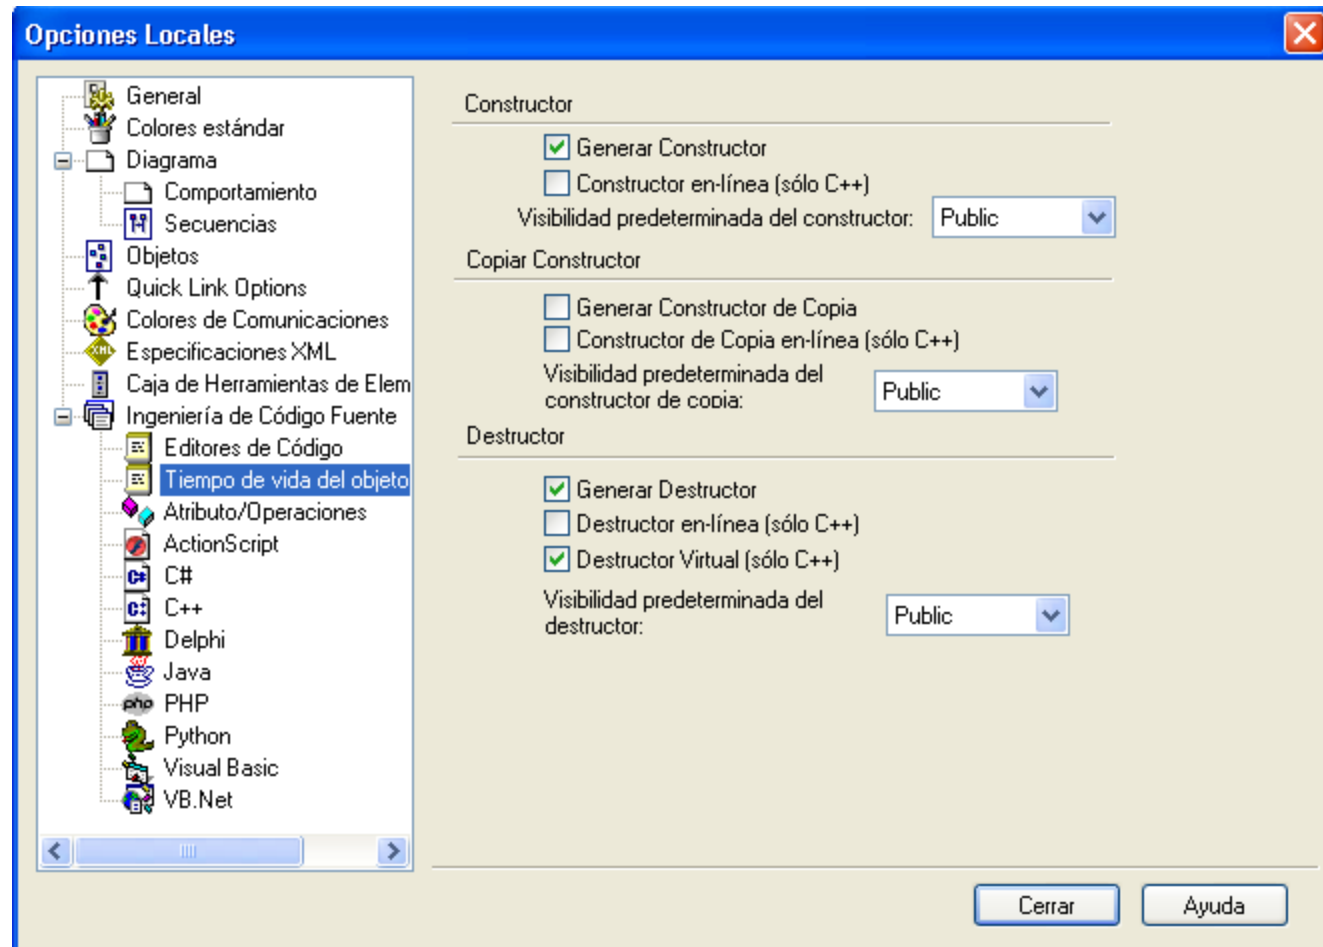 Opciones Locales
General
Colores estándar
Diagrama
Comportamiento
Secuencias
Objetos
Quick Link Options
Colores de Comunicaciones
Especificaciones XML
Caja de Herramientas de Elem
Ingeniería de Código Fuente
Editores de Código
Tiempo de vida del objeto
Atributo/Operaciones
ActionScript
C#
C++
Delphi
Java
php PHP
Python
Visual Basic
VB.Net
Constructor
Generar Constructor
Constructor en-línea (sólo C++)
Visibilidad predeterminada del constructor: Public
Copiar Constructor
Generar Constructor de Copia
Constructor de Copia en-línea (sólo C++)
Visibilidad predeterminada del
constructor de copia: Public
Destructor
Generar Destructor
Destructor en-línea (sólo C++)
Destructor Virtual (sólo C++)
Visibilidad predeterminada del
destructor: Public
Cerrar Ayuda